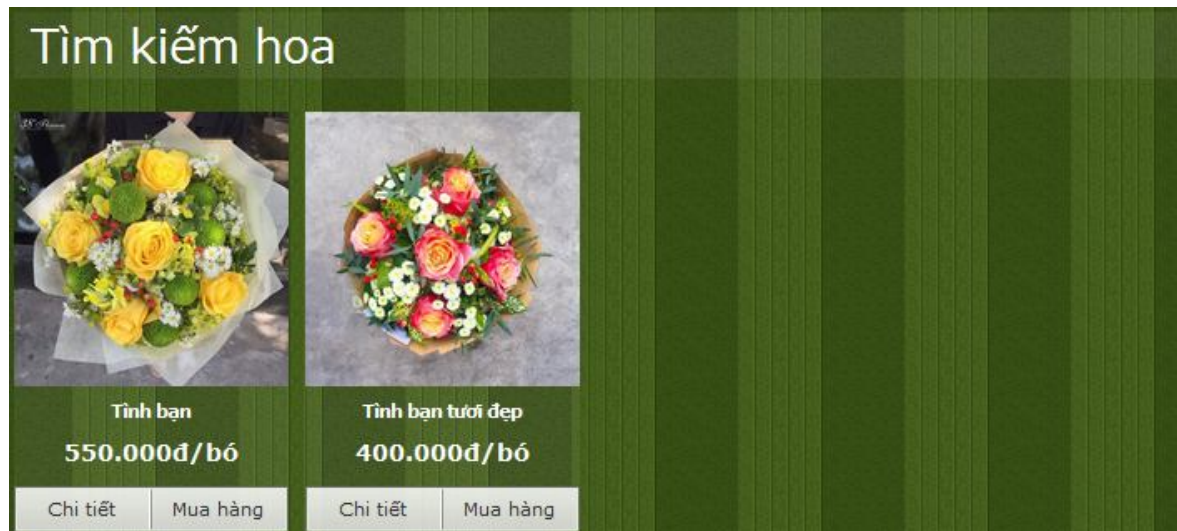 Tìm kiếm hoa
Tình bạn
550.000đ/bó
Chi tiết Mua hàng
Tình bạn tươi đẹp
400.000đ/bó
Chi tiết Mua hàng